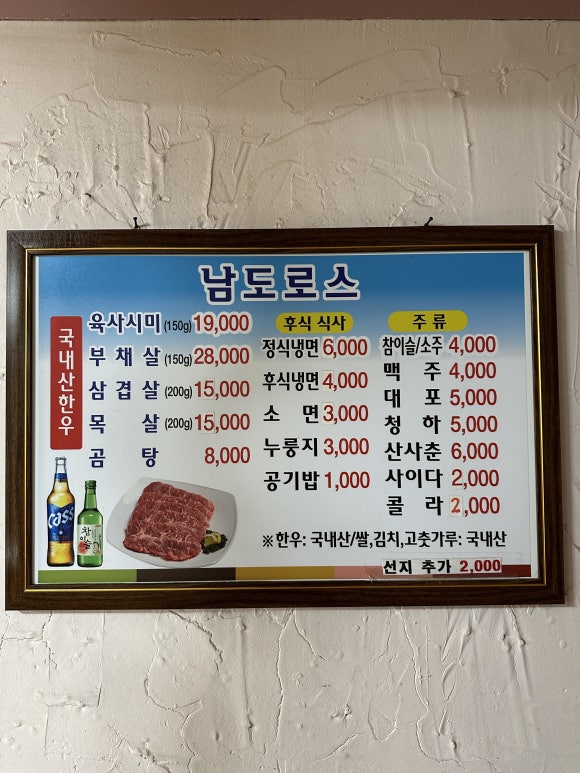 남도로스
국내산한우
육사시미 (150g) 19,000
부채살 (150g) 28,000
삼겹살 (200g) 15,000
목살 (200g) 15,000
곰탕 8,000
후식 식사
정식냉면 6,000
후식냉면 4,000
소면 3,000
누룽지 3,000
공기밥 1,000
주류
참이슬/소주 4,000
맥주 4,000
대포 5,000
청하 5,000
산사춘 6,000
사이다 2,000
콜라 2,000
CASS
참이슬
※한우: 국내산/쌀,김치,고춧가루: 국내산
선지 추가 2,000